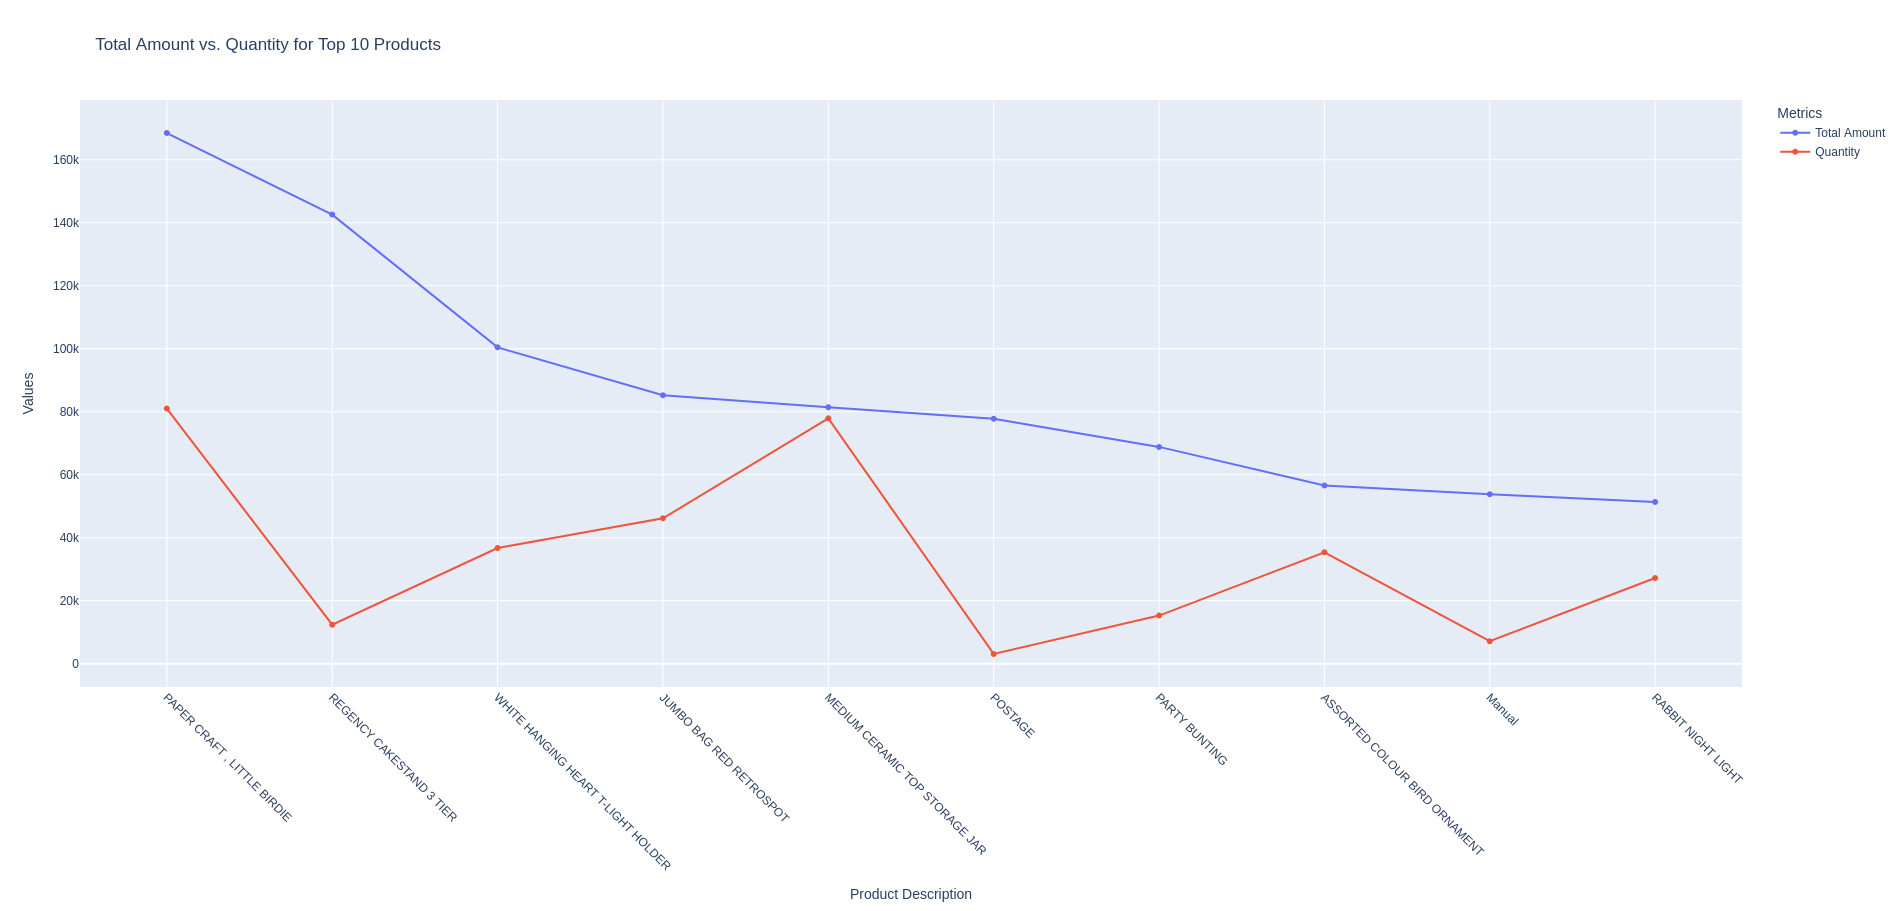 Total Amount vs. Quantity for Top 10 Products
Metrics
Total Amount
Quantity
Values
160k
140k
120k
100k
80k
60k
40k
20k
0
PAPER CRAFT , LITTLE BIRDIE
REGENCY CAKESTAND 3 TIER
WHITE HANGING HEART T-LIGHT HOLDER
JUMBO BAG RED RETROSPOT
MEDIUM CERAMIC TOP STORAGE JAR
POSTAGE
PARTY BUNTING
ASSORTED COLOUR BIRD ORNAMENT
Manual
RABBIT NIGHT LIGHT
Product Description